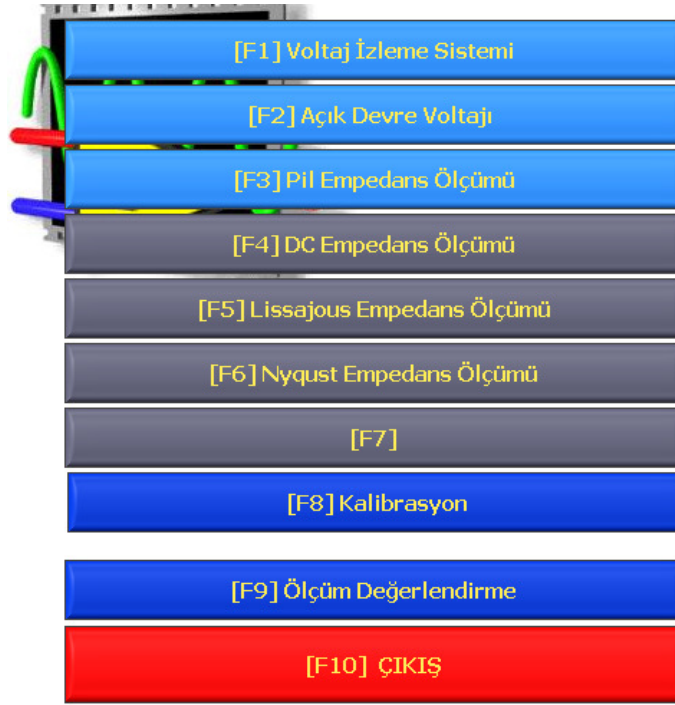 [F1] Voltaj İzleme Sistemi
[F2] Açık Devre Voltajı
[F3] Pil Empedans Ölçümü
[F4] DC Empedans Ölçümü
[F5] Lissajous Empedans Ölçümü
[F6] Nyqust Empedans Ölçümü
[F7]
[F8] Kalibrasyon
[F9] Ölçüm Değerlendirme
[F10] ÇIKIŞ